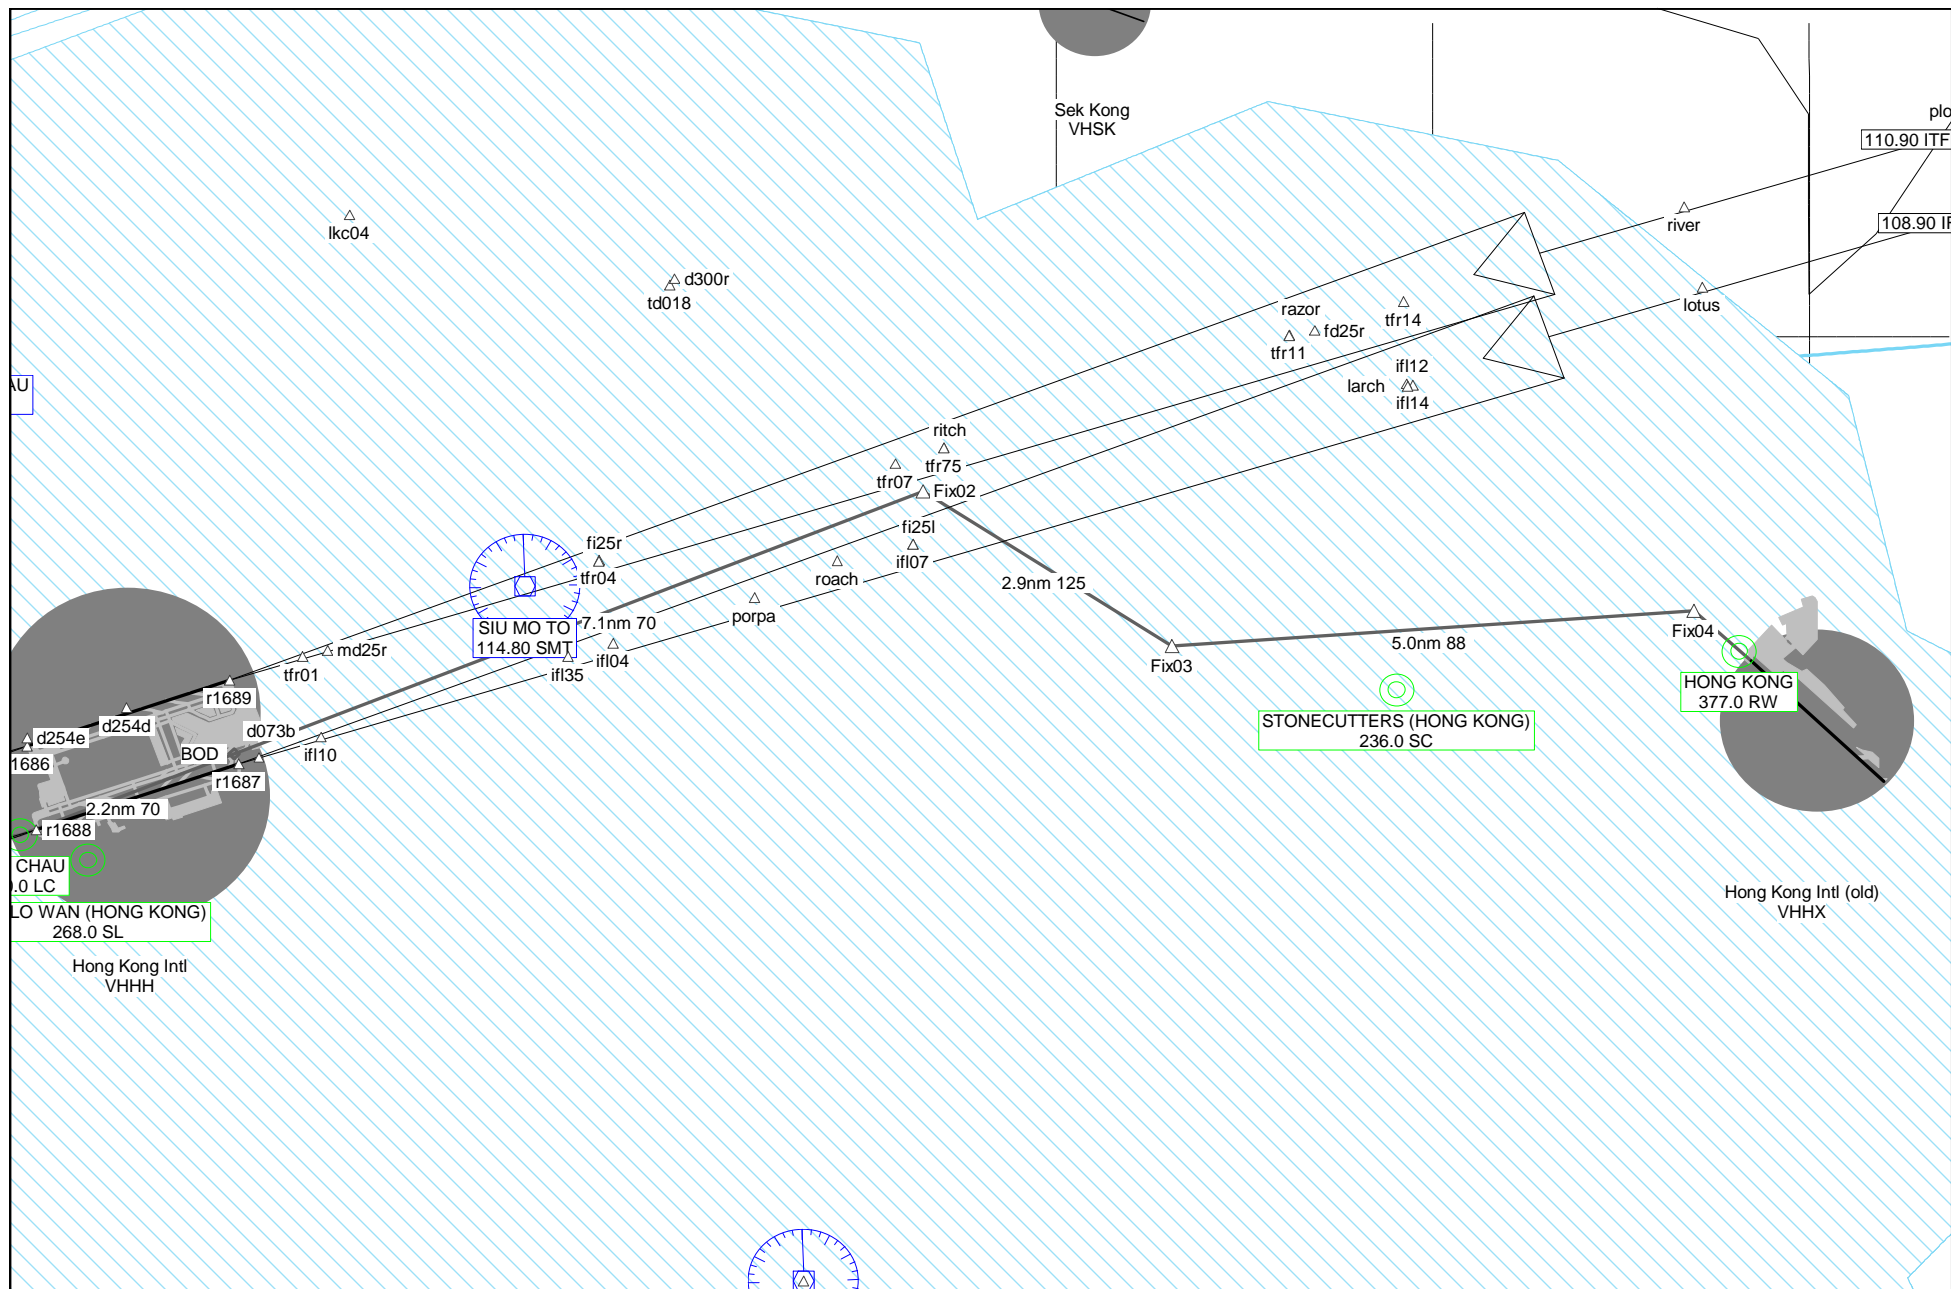 Sek Kong
VHSK
plo
110.90 ITF
108.90 IF
river
lotus
lkc04
d300r
td018
razor
tfr14
fd25r
tfr11
ifl12
larch
ifl14
AU
ritch
tfr75
tfr07
Fix02
fi25l
ifl07
fi25r
tfr04
roach
2.9nm 125
porpa
7.1nm 70
SIU MO TO
114.80 SMT
ifl04
ifl35
Fix03
5.0nm 88
Fix04
HONG KONG
377.0 RW
STONECUTTERS (HONG KONG)
236.0 SC
md25r
tfr01
r1689
d254d
d073b
d254e
1686
BOD
ifl10
r1687
2.2nm 70
r1688
CHAU
.0 LC
LO WAN (HONG KONG)
268.0 SL
Hong Kong Intl
VHHH
Hong Kong Intl (old)
VHHX